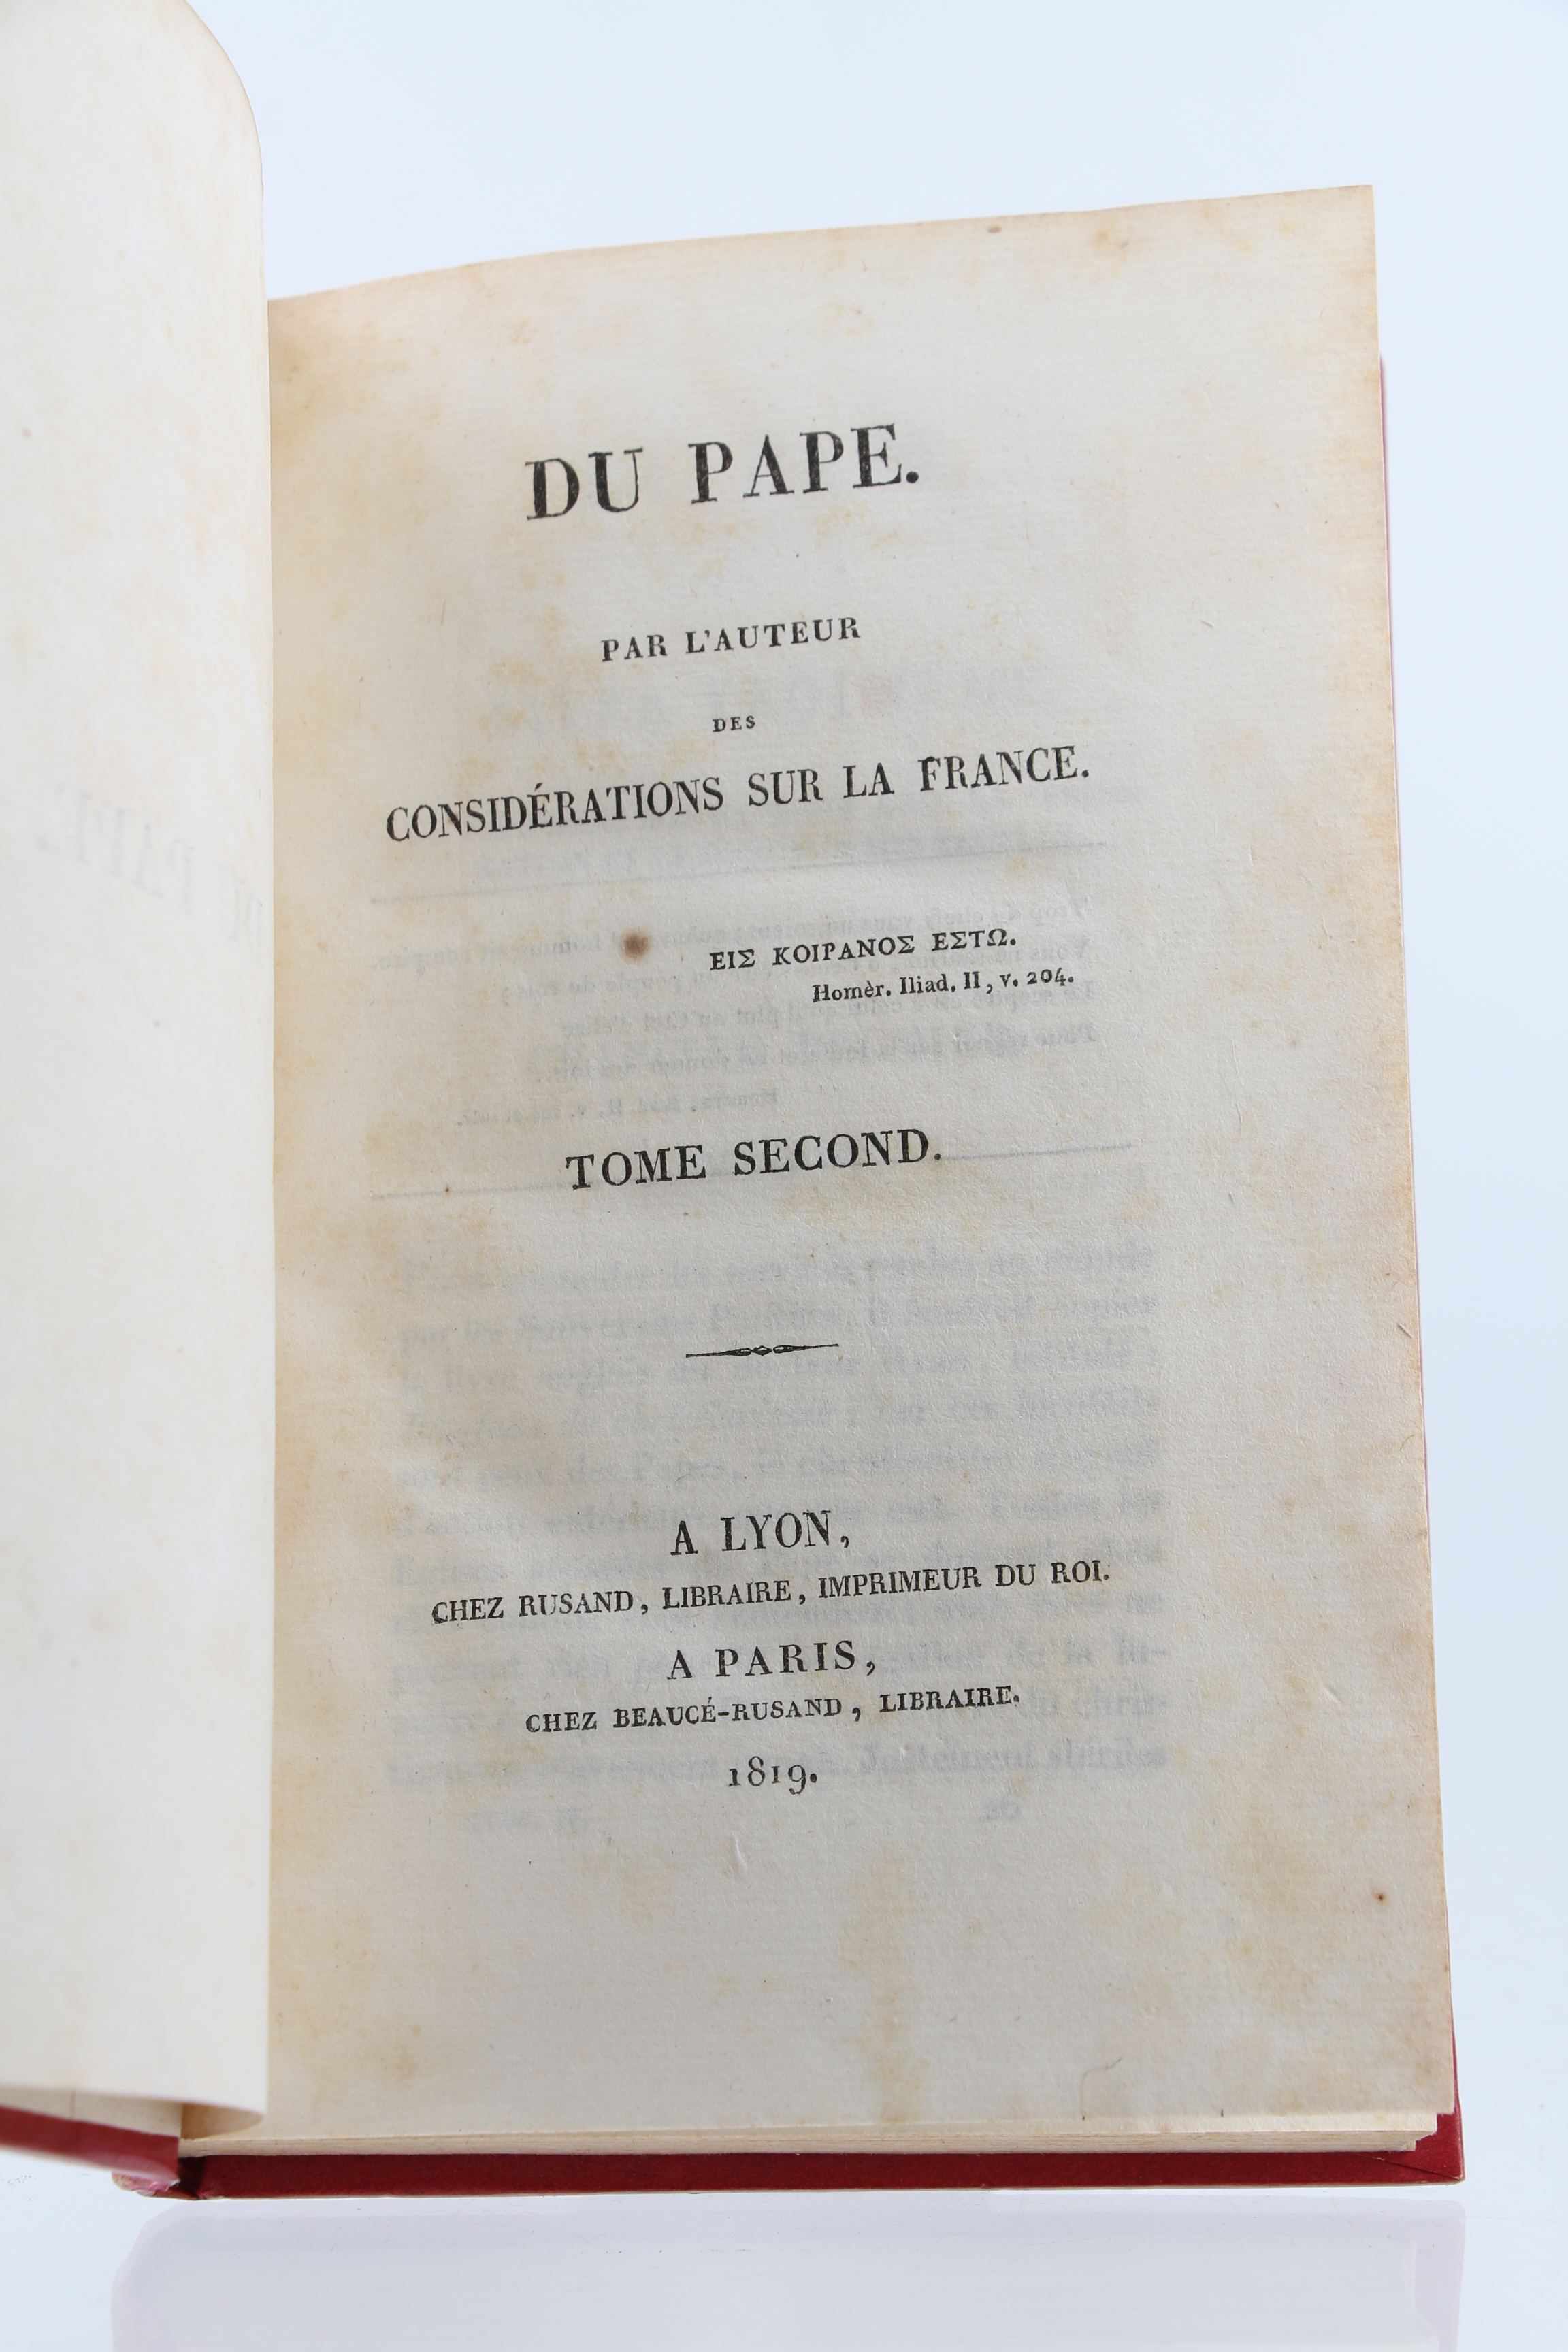 DU PAPE.
PAR L'AUTEUR
DES
CONSIDÉRATIONS SUR LA FRANCE.
ΕΙΣ ΚΟΙΡΑΝΟΣ ΕΣΤΩ.
Homèr. Iliad. II, v. 204.
TOME SECOND.
A LYON,
CHEZ RUSAND, LIBRAIRE, IMPRIMEUR DU ROI.
A PARIS,
CHEZ BEAUCÉ-RUSAND, LIBRAIRE.
1819.